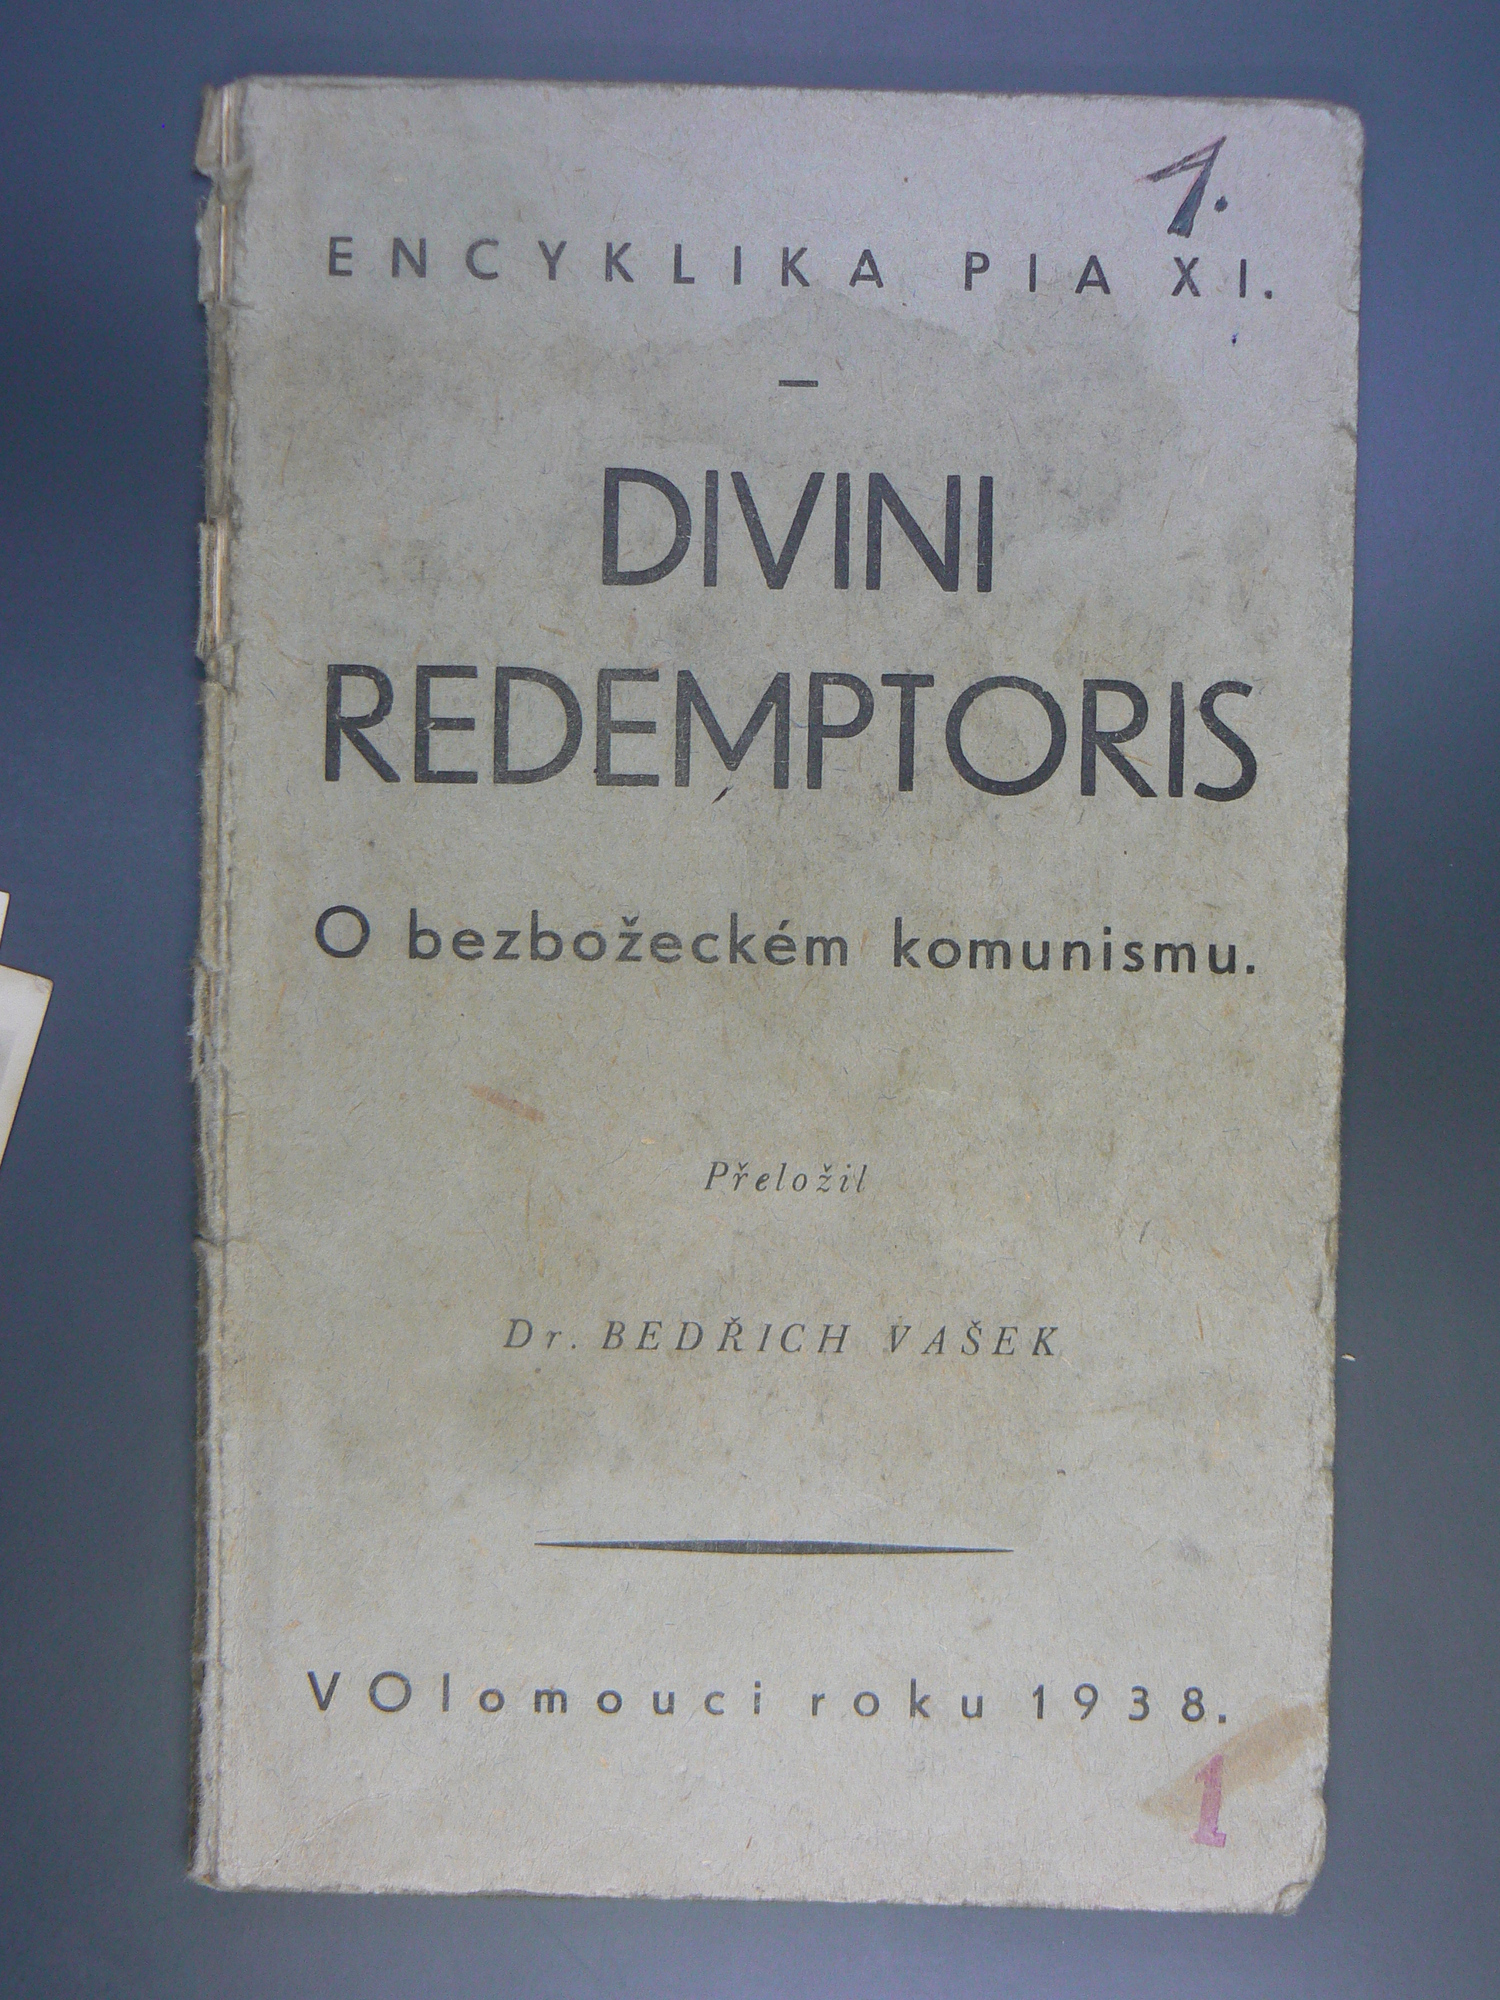 1.
ENCYKLIKA PIA XI.
–
DIVINI
REDEMPTORIS
O bezbožeckém komunismu.
Přeložil
Dr. BEDŘICH VAŠEK
V Olomouci roku 1938.
1